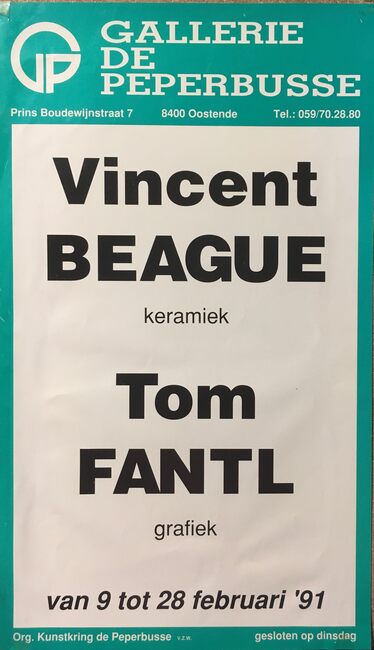 GALLERIE
DE
PEPERBUSSE
Prins Boudewijnstraat 7 8400 Oostende Tel.: 059/70.28.80
Vincent
BEAGUE
keramiek
Tom
FANTL
grafiek
van 9 tot 28 februari '91
Org. Kunstkring de Peperbusse v.z.w. gesloten op dinsdag